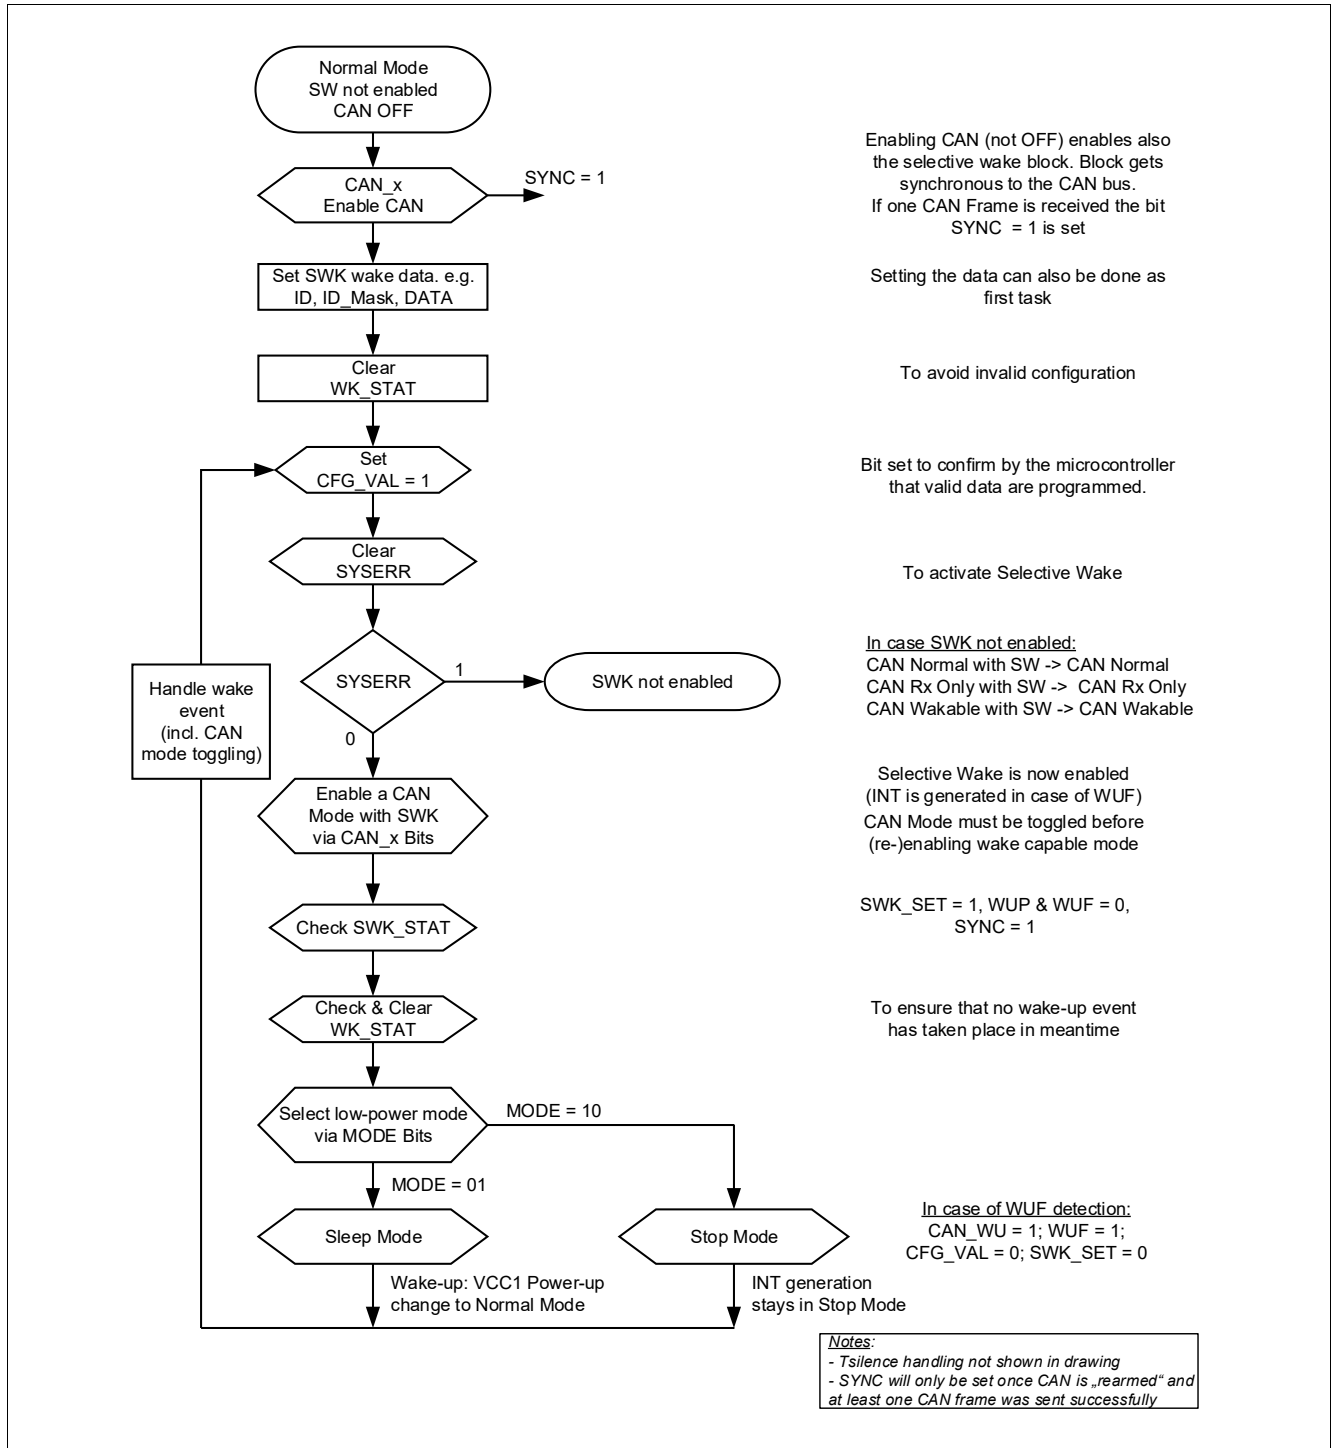 Normal Mode
SW not enabled
CAN OFF
Enabling CAN (not OFF) enables also
the selective wake block. Block gets
synchronous to the CAN bus.
If one CAN Frame is received the bit
SYNC = 1 is set
CAN_x
Enable CAN
SYNC = 1
Set SWK wake data. e.g.
ID, ID_Mask, DATA
Setting the data can also be done as
first task
Clear
WK_STAT
To avoid invalid configuration
Set
CFG_VAL = 1
Bit set to confirm by the microcontroller
that valid data are programmed.
Clear
SYSERR
To activate Selective Wake
SYSERR
1
0
SWK not enabled
In case SWK not enabled:
CAN Normal with SW -> CAN Normal
CAN Rx Only with SW -> CAN Rx Only
CAN Wakable with SW -> CAN Wakable
Handle wake
event
(incl. CAN
mode toggling)
Enable a CAN
Mode with SWK
via CAN_x Bits
Selective Wake is now enabled
(INT is generated in case of WUF)
CAN Mode must be toggled before
(re-)enabling wake capable mode
Check SWK_STAT
SWK_SET = 1, WUP & WUF = 0,
SYNC = 1
Check & Clear
WK_STAT
To ensure that no wake-up event
has taken place in meantime
Select low-power mode
via MODE Bits
MODE = 10
MODE = 01
Sleep Mode
Stop Mode
In case of WUF detection:
CAN_WU = 1; WUF = 1;
CFG_VAL = 0; SWK_SET = 0
Wake-up: VCC1 Power-up
change to Normal Mode
INT generation
stays in Stop Mode
Notes:
- Tsilence handling not shown in drawing
- SYNC will only be set once CAN is „rearmed“ and
at least one CAN frame was sent successfully